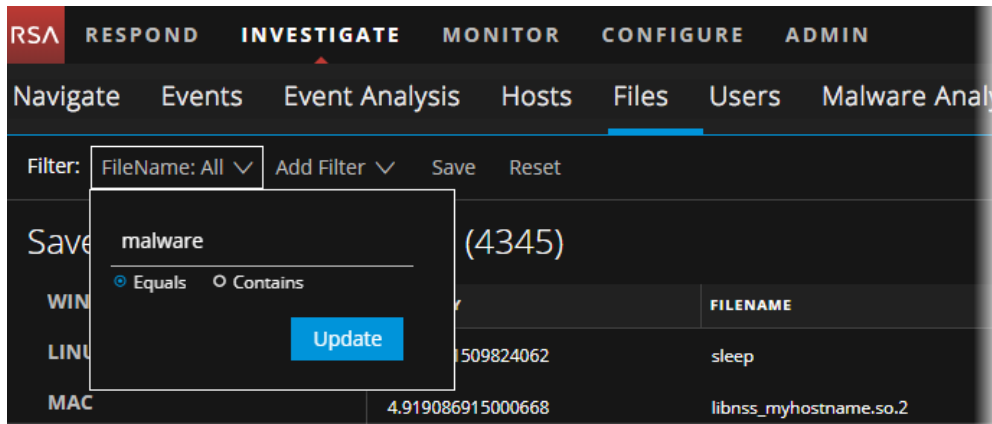 RSA RESPOND INVESTIGATE MONITOR CONFIGURE ADMIN
Navigate Events Event Analysis Hosts Files Users Malware
Filter: FileName: All Add Filter Save Reset
(4345)
malware
Equals Contains
FILENAME
Update
1509824062 sleep
MAC 4.919086915000668 libnss_myhostname.so.2